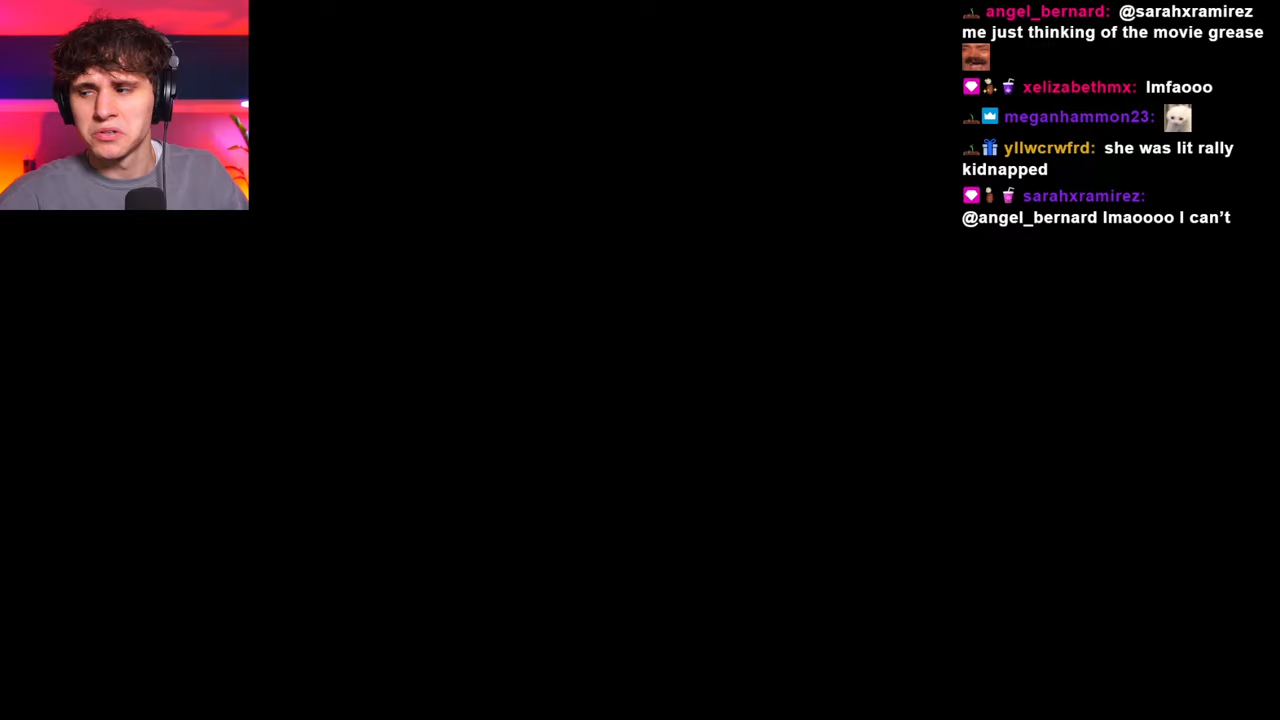 angel_bernard: @sarahxramirez
me just thinking of the movie grease
xelizabethmx: lmfaooo
meganhammon23:
yllwcrwfrd: she was lit rally
kidnapped
sarahxramirez:
@angel_bernard lmaoooo I can’t